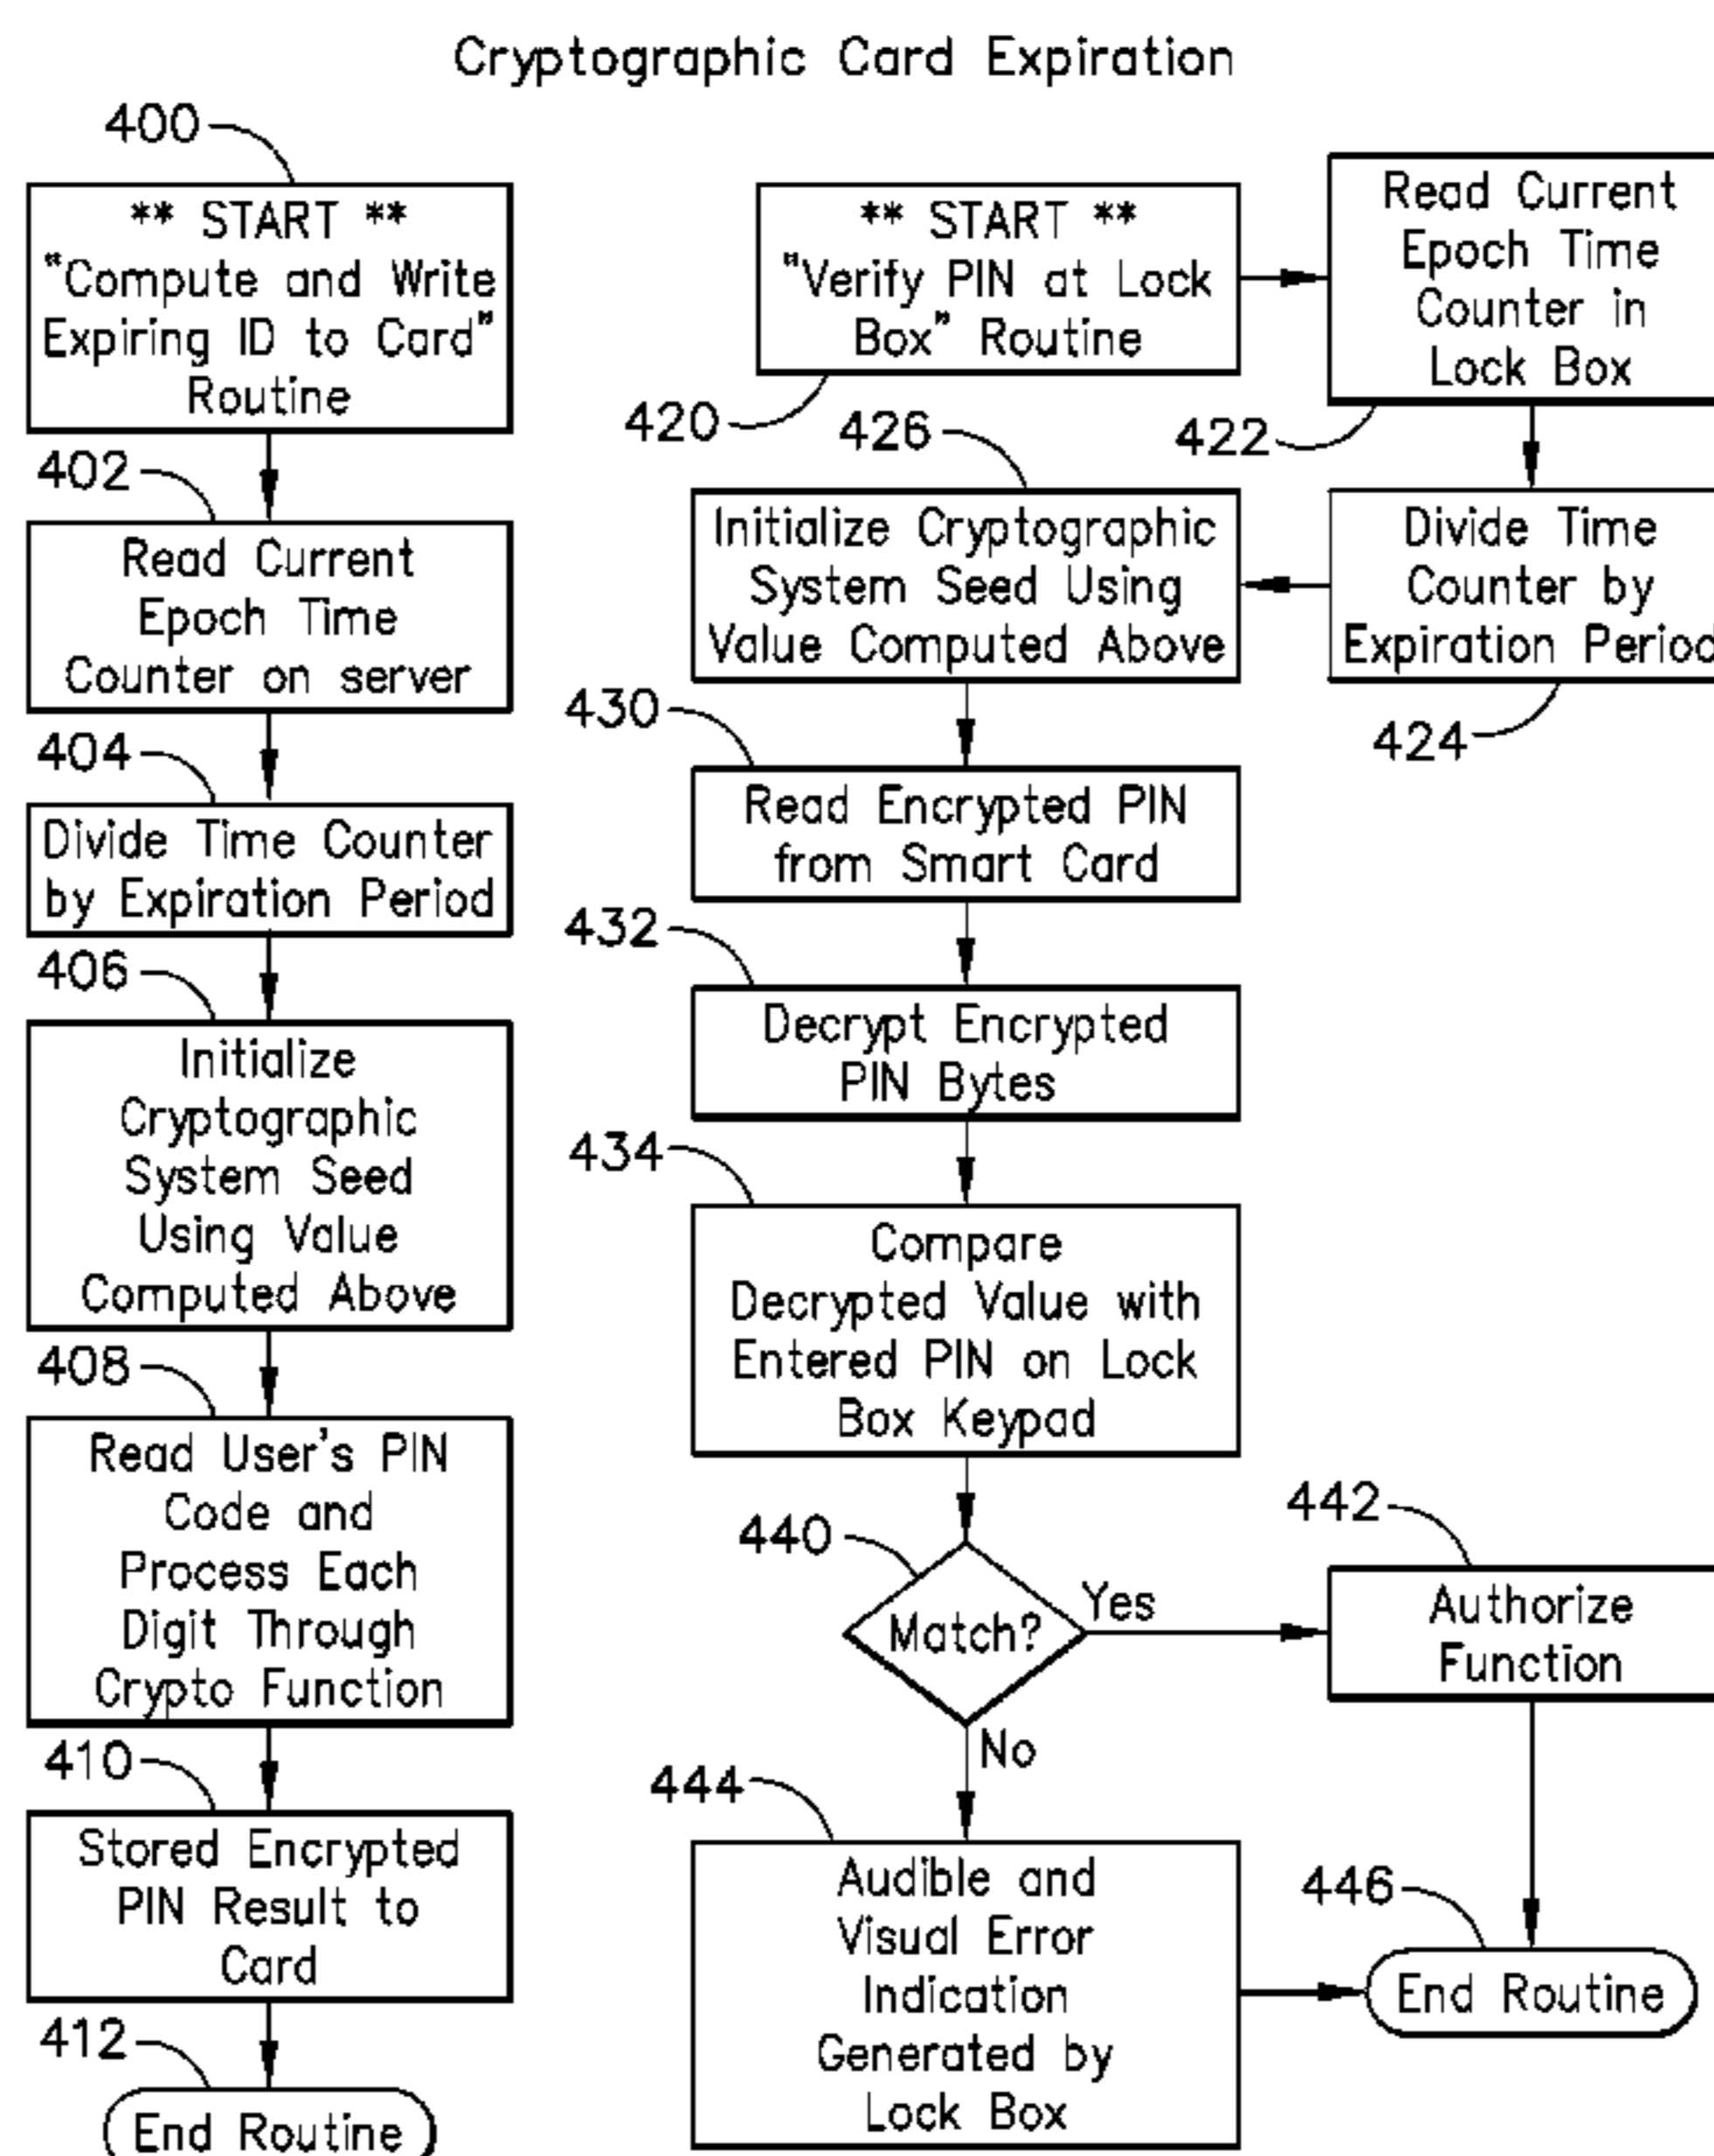 Cryptographic Card Expiration
400
** START **
"Compute and Write
Expiring ID to Card"
Routine
402
Read Current
Epoch Time
Counter on server
404
Divide Time Counter
by Expiration Period
406
Initialize
Cryptographic
System Seed
Using Value
Computed Above
408
Read User's PIN
Code and
Process Each
Digit Through
Crypto Function
410
Stored Encrypted
PIN Result to
Card
412
End Routine
** START **
"Verify PIN at Lock
Box" Routine
420
Read Current
Epoch Time
Counter in
Lock Box
422
Divide Time
Counter by
Expiration Period
424
426
Initialize Cryptographic
System Seed Using
Value Computed Above
430
Read Encrypted PIN
from Smart Card
432
Decrypt Encrypted
PIN Bytes
434
Compare
Decrypted Value with
Entered PIN on Lock
Box Keypad
440
Match?
Yes
442
Authorize
Function
No
444
Audible and
Visual Error
Indication
Generated by
Lock Box
446
End Routine